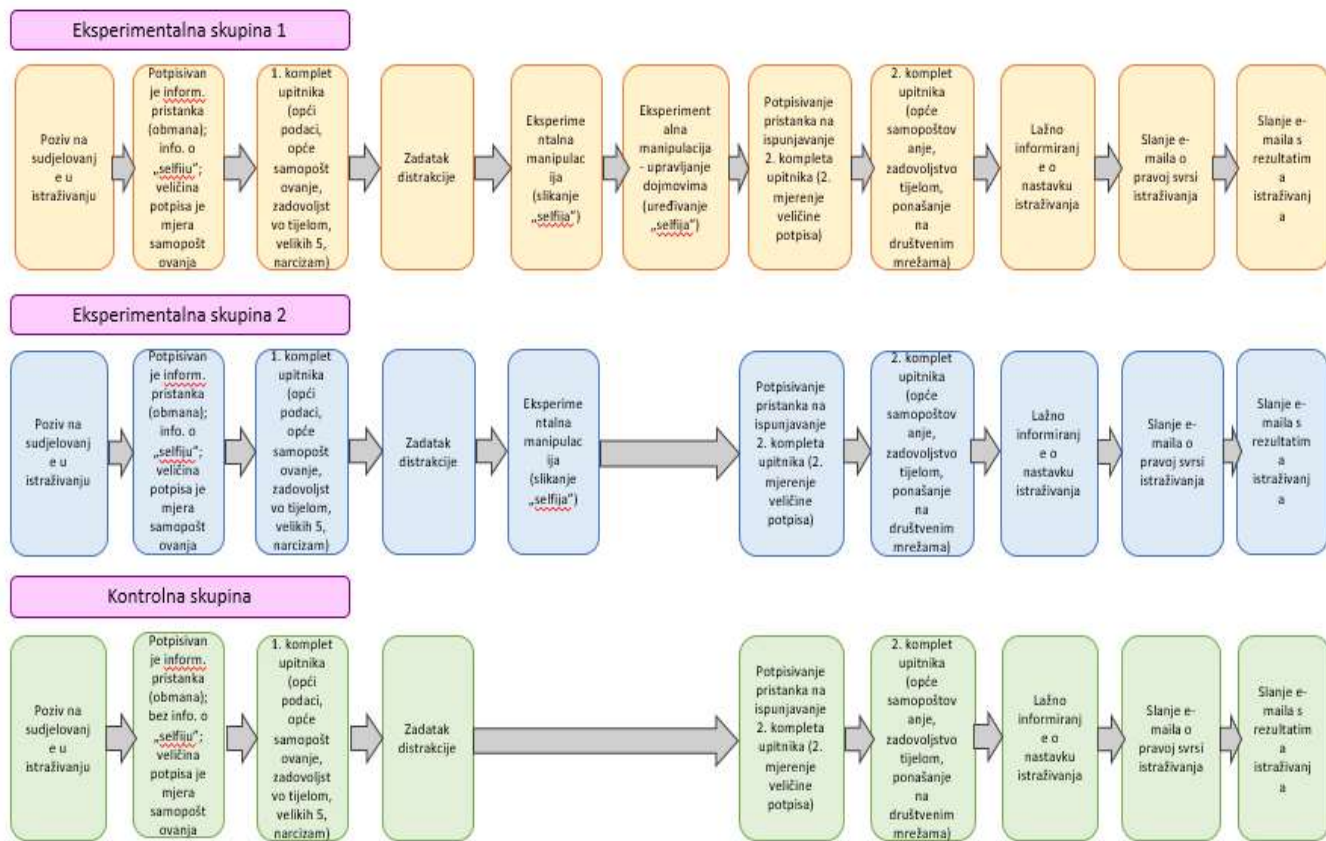 Eksperimentalna skupina 1
Poziv na
sudjelovanj
e u
istraživanju
Potpisivan
je inform.
pristanka
(obmana);
info. o
„selfiju";
veličina
potpisa je
mjera
samopošt
ovanja
1. komplet
upitnika
(opći
podaci,
opće
samopošt
ovanje,
zadovoljst
vo tijelom,
velikih 5,
narcizam)
Zadatak
distrakcije
Eksperime
ntalna
manipulac
ija
(slikanje
„selfija")
Eksperiment
alna
manipulacija
- upravljanje
dojmovima
(uređivanje
„selfija")
Potpisivanje
pristanka na
ispunjavanje
2. kompleta
upitnika (2.
mjerenje
veličine
potpisa)
2. komplet
upitnika
(opće
samopoštov
anje,
zadovoljstvo
tijelom,
ponašanje
na
društvenim
mrežama)
Lažno
informiranj
e o
nastavku
istraživanja
Slanje e-
maila o
pravoj svrsi
istraživanja
Slanje e-
maila s
rezultatim
a
istraživanj
a
Eksperimentalna skupina 2
Poziv na
sudjelovanj
e u
istraživanju
Potpisivan
je inform.
pristanka
(obmana);
info. o
„selfiju";
veličina
potpisa je
mjera
samopošt
ovanja
1. komplet
upitnika
(opći
podaci,
opće
samopošt
ovanje,
zadovoljst
vo tijelom,
velikih 5,
narcizam)
Zadatak
distrakcije
Eksperime
ntalna
manipulac
ija
(slikanje
„selfija")
Potpisivanje
pristanka na
ispunjavanje
2. kompleta
upitnika (2.
mjerenje
veličine
potpisa)
2. komplet
upitnika
(opće
samopoštov
anje,
zadovoljstvo
tijelom,
ponašanje
na
društvenim
mrežama)
Lažno
informiranj
e o
nastavku
istraživanja
Slanje e-
maila o
pravoj svrsi
istraživanja
Slanje e-
maila s
rezultatim
a
istraživanj
a
Kontrolna skupina
Poziv na
sudjelovanj
e u
istraživanju
Potpisivan
je inform.
pristanka
(obmana);
bez info. o
„selfiju";
veličina
potpisa je
mjera
samopošt
ovanja
1. komplet
upitnika
(opći
podaci,
opće
samopošt
ovanje,
zadovoljst
vo tijelom,
velikih 5,
narcizam)
Zadatak
distrakcije
Potpisivanje
pristanka na
ispunjavanje
2. kompleta
upitnika (2.
mjerenje
veličine
potpisa)
2. komplet
upitnika
(opće
samopoštov
anje,
zadovoljstvo
tijelom,
ponašanje
na
društvenim
mrežama)
Lažno
informiranj
e o
nastavku
istraživanja
Slanje e-
maila o
pravoj svrsi
istraživanja
Slanje e-
maila s
rezultatim
a
istraživanj
a